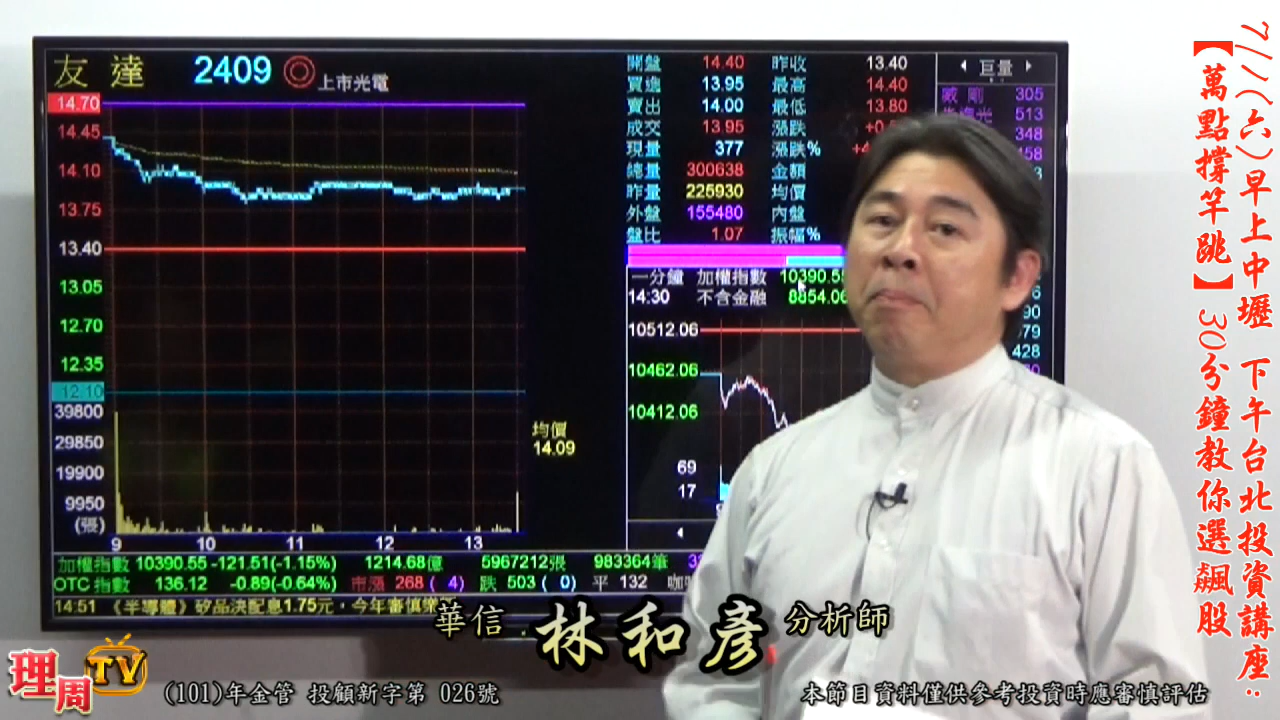 友達 2409 上市光電
14.70
14.45
14.10
13.75
13.40
13.05
12.70
12.35
12.10
39800
29850
19900
9950
(張)
9 10 11 12 13
均價
14.09
開盤 14.40 昨收 13.40
買進 13.95 最高 14.40
賣出 14.00 最低 13.80
成交 13.95 漲跌
現量 377 漲跌%
總量 300638 金額
昨量 225930 均價
外盤 155480 內盤
盤比 1.07 振幅%
巨量
威剛 305
513
348
一分鐘 加權指數 10390.55
14:30 不含金融 8854.06
10512.06
10462.06
10412.06
69
17
428
加權指數 10390.55 -121.51(-1.15%) 1214.68億 5967212張 983364筆
OTC指數 136.12 -0.89(-0.64%) 市漲 268( 4) 跌 503( 0) 平 132
14:51 《半導體》矽品決配息1.75元，今年審慎樂
華信 林和彥 分析師
理周TV
(101)年金管 投顧新字第 026號
本節目資料僅供參考投資時應審慎評估
7/1(六)早上中壢 下午台北投資講座:
【萬點撐竿跳】30分鐘教你選飆股